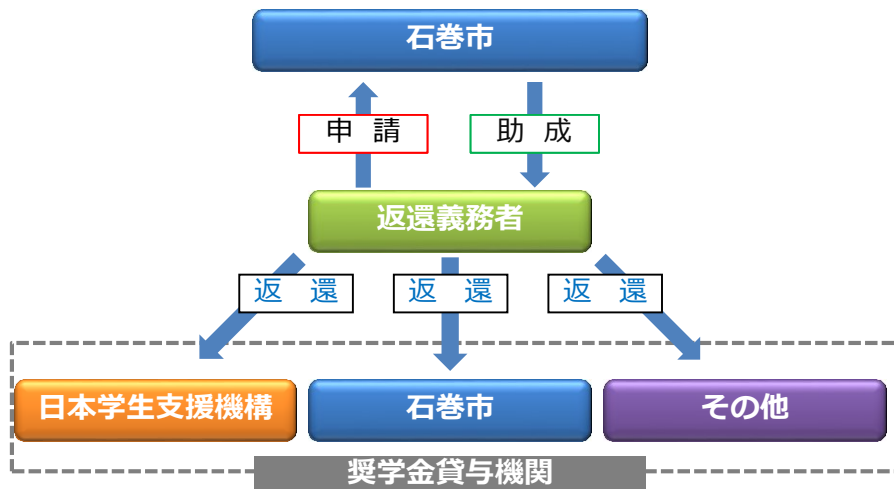 石巻市
申 請
助 成
返還義務者
返 還
返 還
返 還
日本学生支援機構
石巻市
その他
奨学金貸与機関